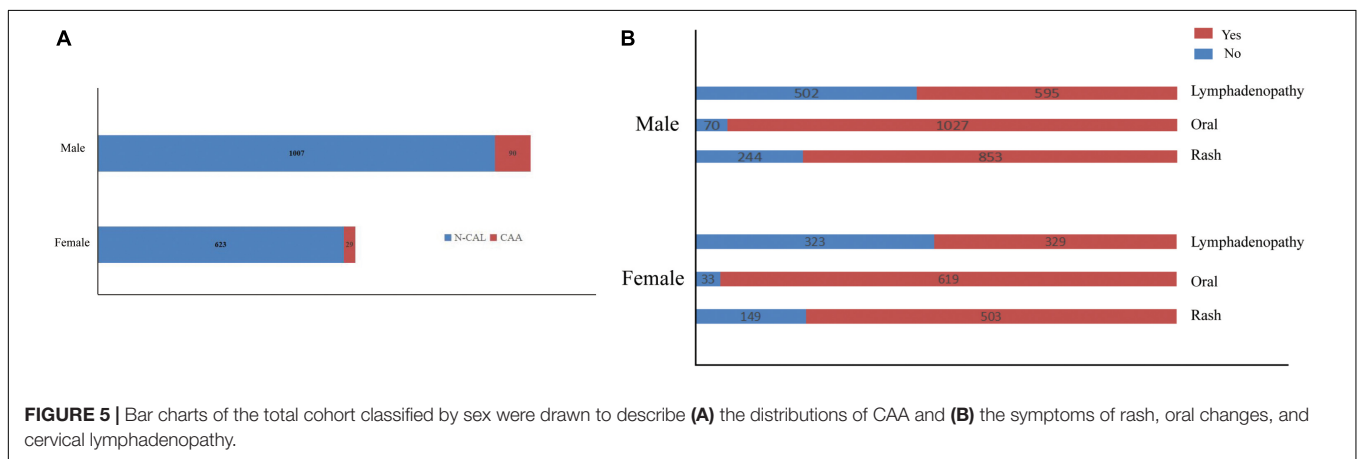 A
Male
1007
90
Female
623
29
N-CAL CAA
B
Yes
No
Male
502 595 Lymphadenopathy
70 1027 Oral
244 853 Rash
Female
323 329 Lymphadenopathy
33 619 Oral
149 503 Rash
FIGURE 5 | Bar charts of the total cohort classified by sex were drawn to describe (A) the distributions of CAA and (B) the symptoms of rash, oral changes, and
cervical lymphadenopathy.